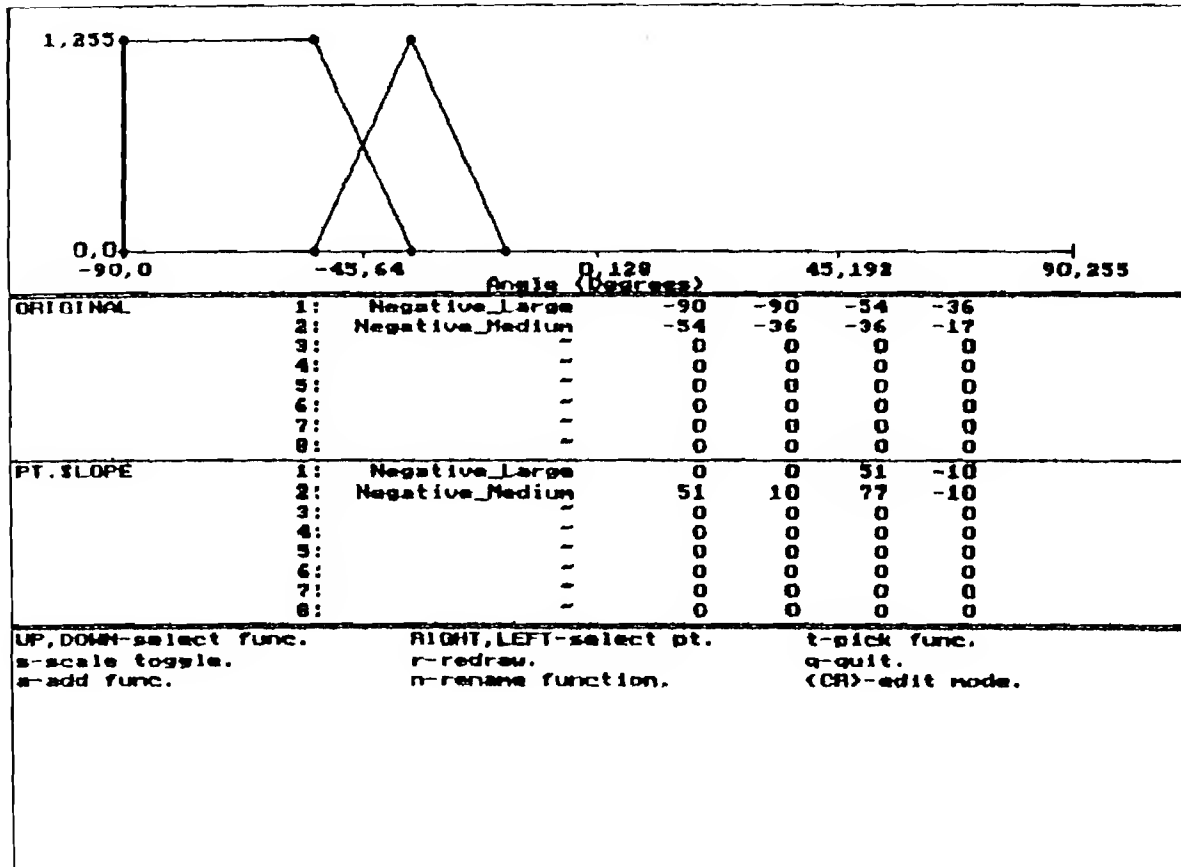 1,255
0,0
-90,0 -45,64 0,128 45,192 90,255
Angle (Degrees)
ORIGINAL 1: Negative_Large -90 -90 -54 -36
2: Negative_Medium -54 -36 -36 -17
3: - 0 0 0 0
4: - 0 0 0 0
5: - 0 0 0 0
6: - 0 0 0 0
7: - 0 0 0 0
8: - 0 0 0 0
PT.SLOPE 1: Negative_Large 0 0 51 -10
2: Negative_Medium 51 10 77 -10
3: - 0 0 0 0
4: - 0 0 0 0
5: - 0 0 0 0
6: - 0 0 0 0
7: - 0 0 0 0
8: - 0 0 0 0
UP,DOWN-select func. RIGHT,LEFT-select pt. t-pick func.
s-scale toggle. r-redraw. q-quit.
a-add func. n-rename function. <CR>-edit mode.